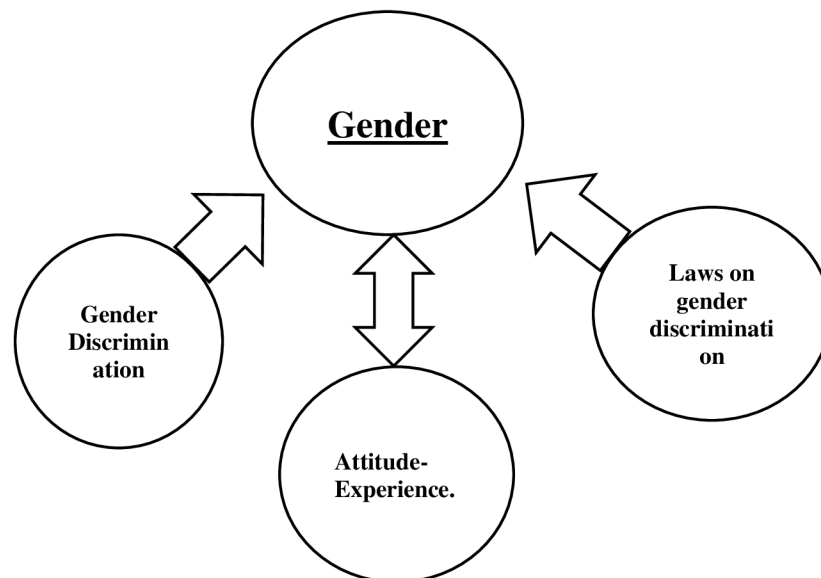 Gender
Gender
Discrimin
ation
Laws on
gender
discriminati
on
Attitude-
Experience.